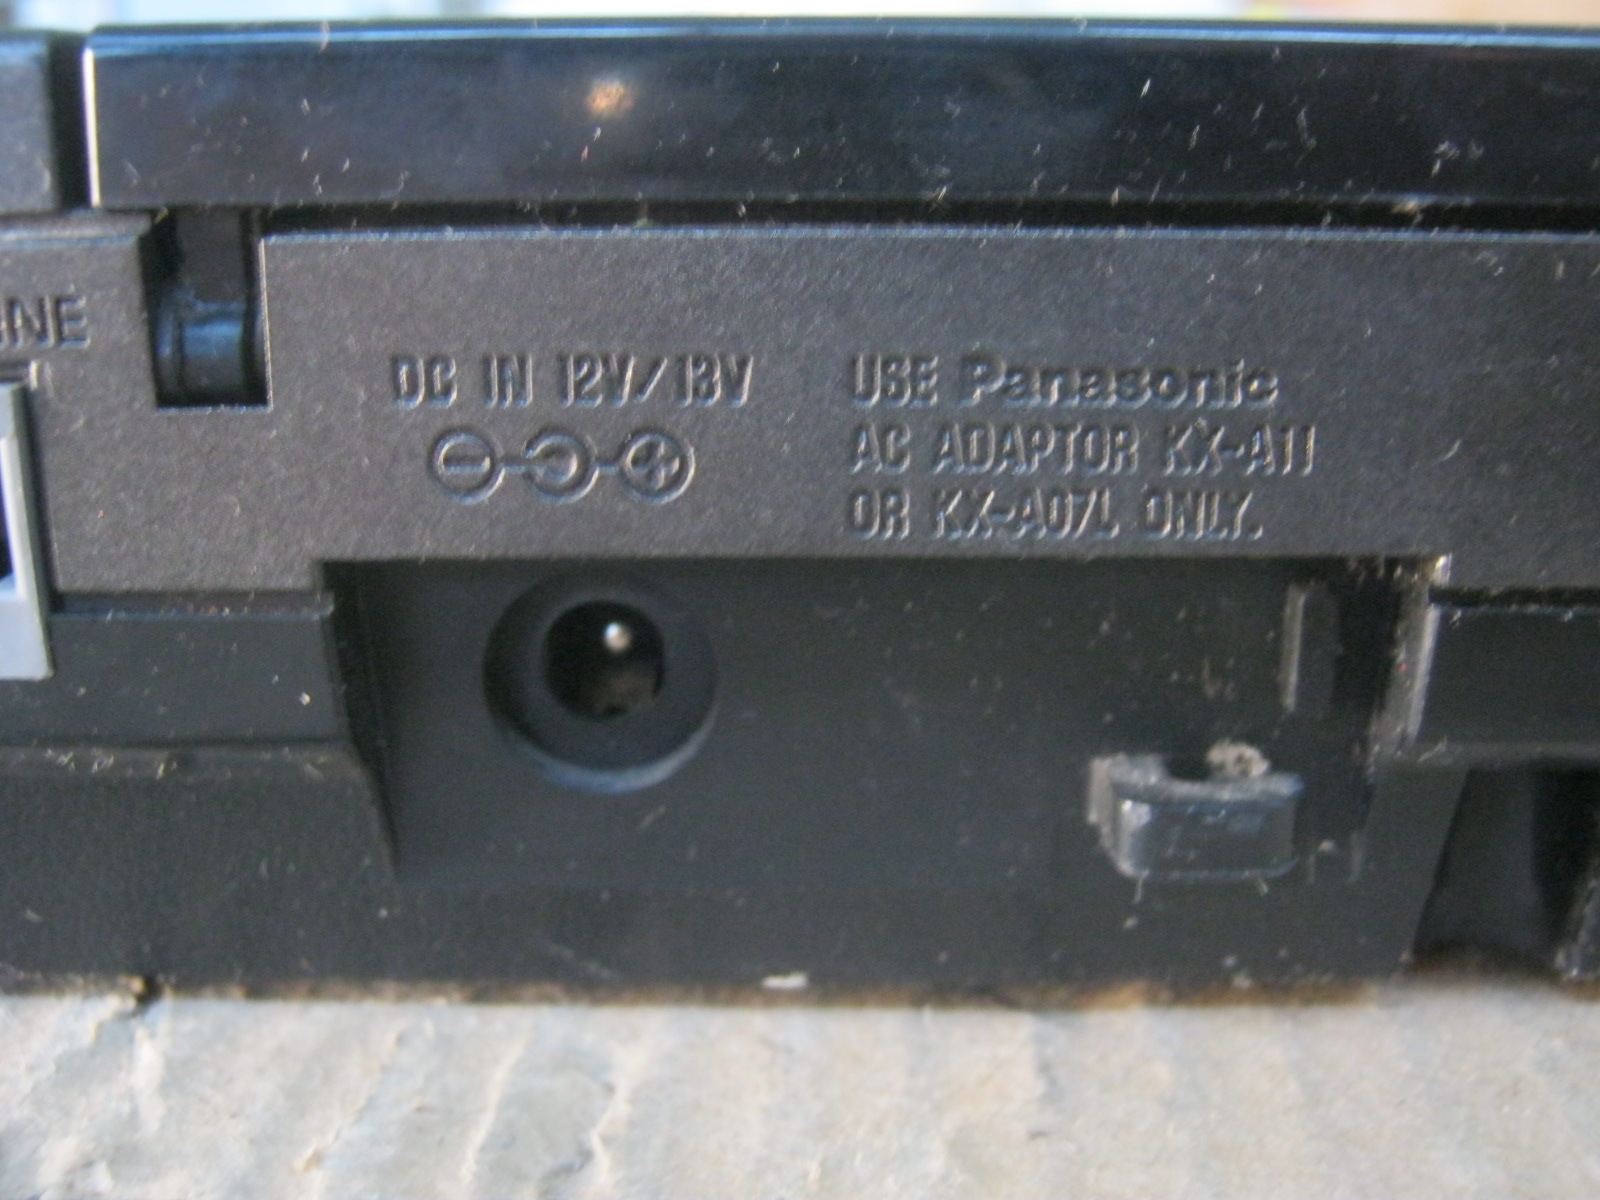 DC IN 12V/13V
USE Panasonic
AC ADAPTOR KX-A11
OR KX-A07L ONLY.